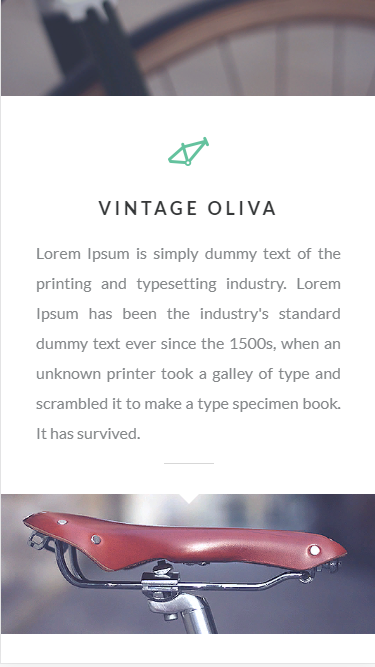 VINTAGE OLIVA
Lorem Ipsum is simply dummy text of the
printing and typesetting industry. Lorem
Ipsum has been the industry's standard
dummy text ever since the 1500s, when an
unknown printer took a galley of type and
scrambled it to make a type specimen book.
It has survived.